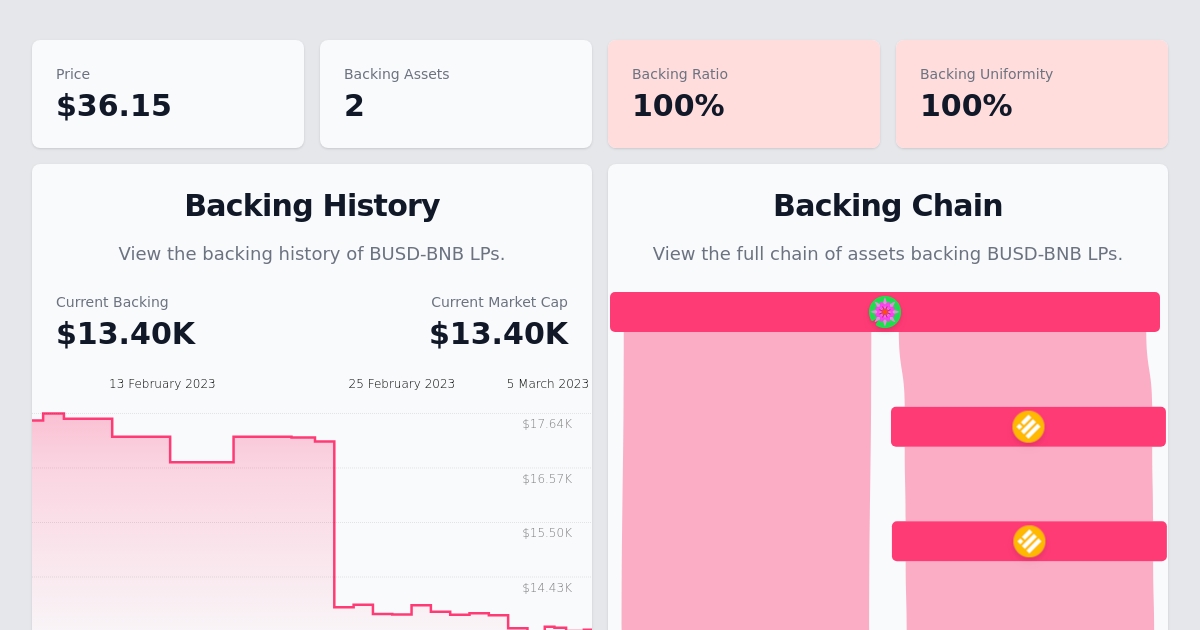 Price
$36.15
Backing Assets
2
Backing Ratio
100%
Backing Uniformity
100%
Backing History
View the backing history of BUSD-BNB LPs.
Current Backing
$13.40K
Current Market Cap
$13.40K
13 February 2023
25 February 2023
5 March 2023
$17.64K
$16.57K
$15.50K
$14.43K
Backing Chain
View the full chain of assets backing BUSD-BNB LPs.